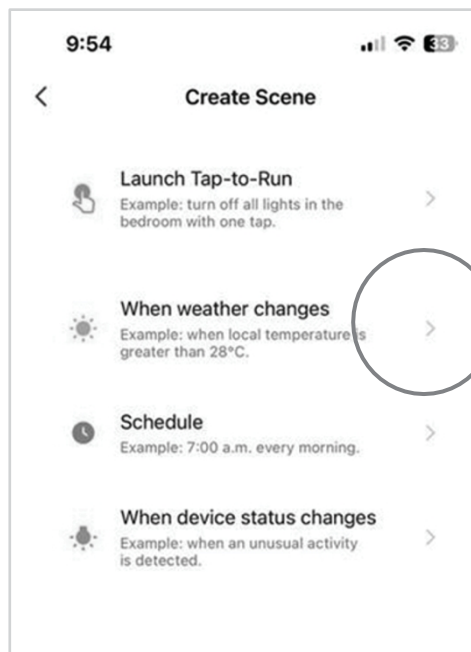 9:54
33
Create Scene
Launch Tap-to-Run
Example: turn off all lights in the
bedroom with one tap.
When weather changes
Example: when local temperature is
greater than 28°C.
Schedule
Example: 7:00 a.m. every morning.
When device status changes
Example: when an unusual activity
is detected.